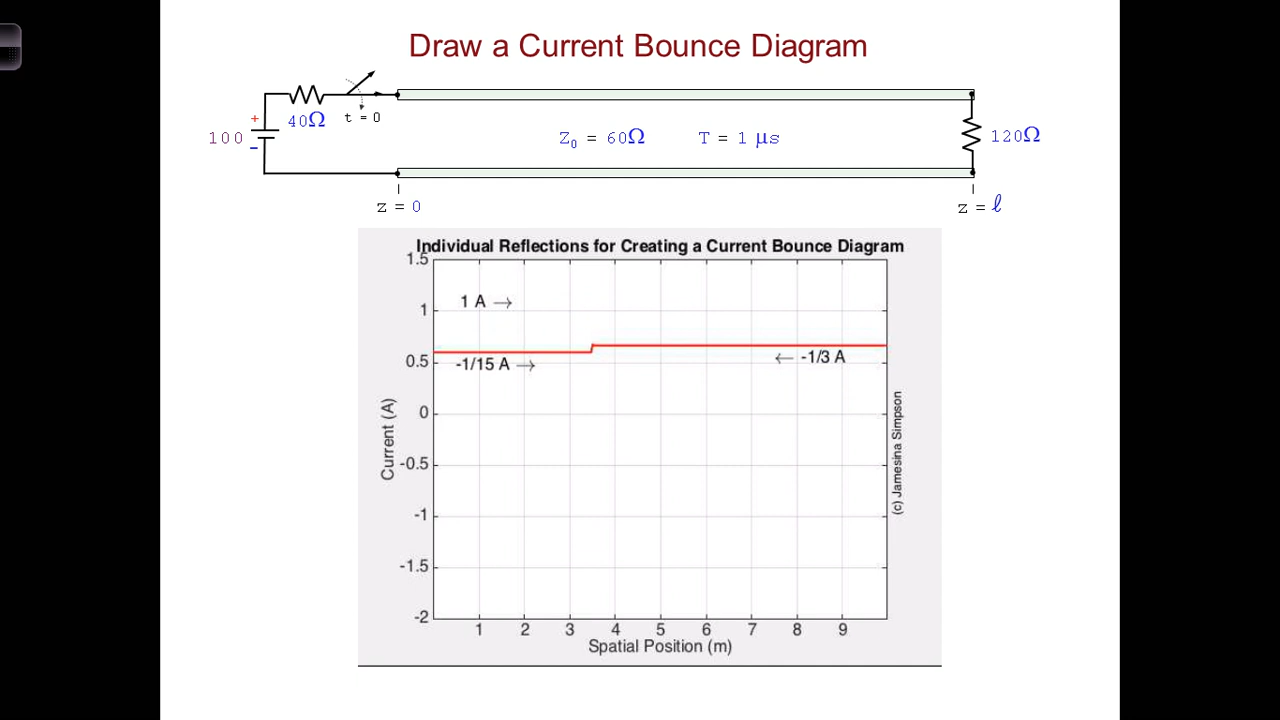 Draw a Current Bounce Diagram
+
100
-
40Ω
t = 0
Z₀ = 60Ω
T = 1 µs
120Ω
z = 0
z = ℓ
Individual Reflections for Creating a Current Bounce Diagram
1.5
1
0.5
0
-0.5
-1
-1.5
-2
Current (A)
1 A →
-1/15 A →
← -1/3 A
(c) Jamesina Simpson
1 2 3 4 5 6 7 8 9
Spatial Position (m)